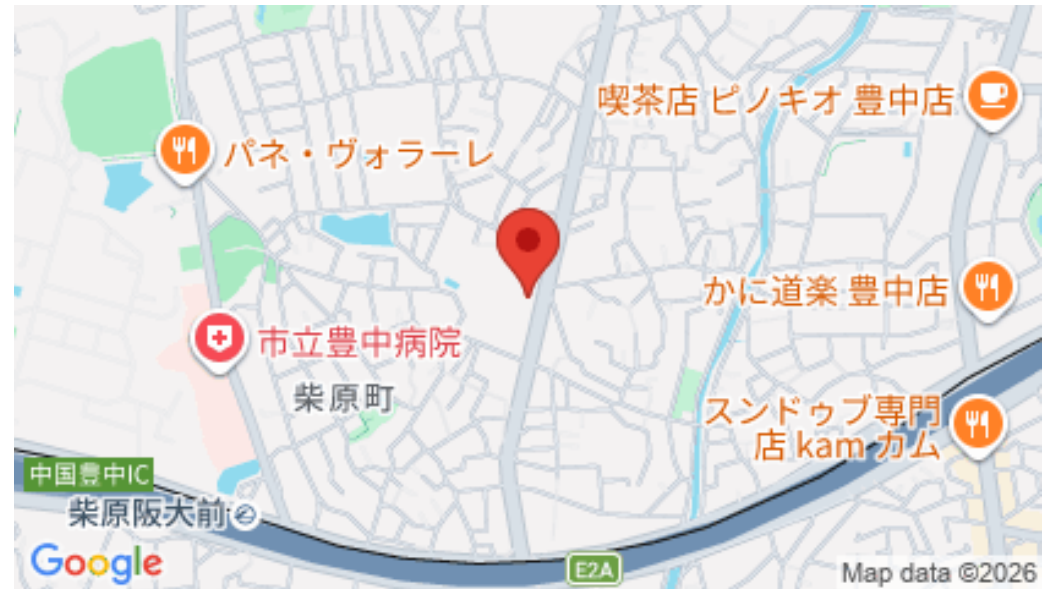 喫茶店 ピノキオ 豊中店
パネ・ヴォラーレ
かに道楽 豊中店
市立豊中病院
柴原町
スンドゥブ専門
店 kam カム
中国豊中IC
柴原阪大前
Google
E2A
Map data ©2026